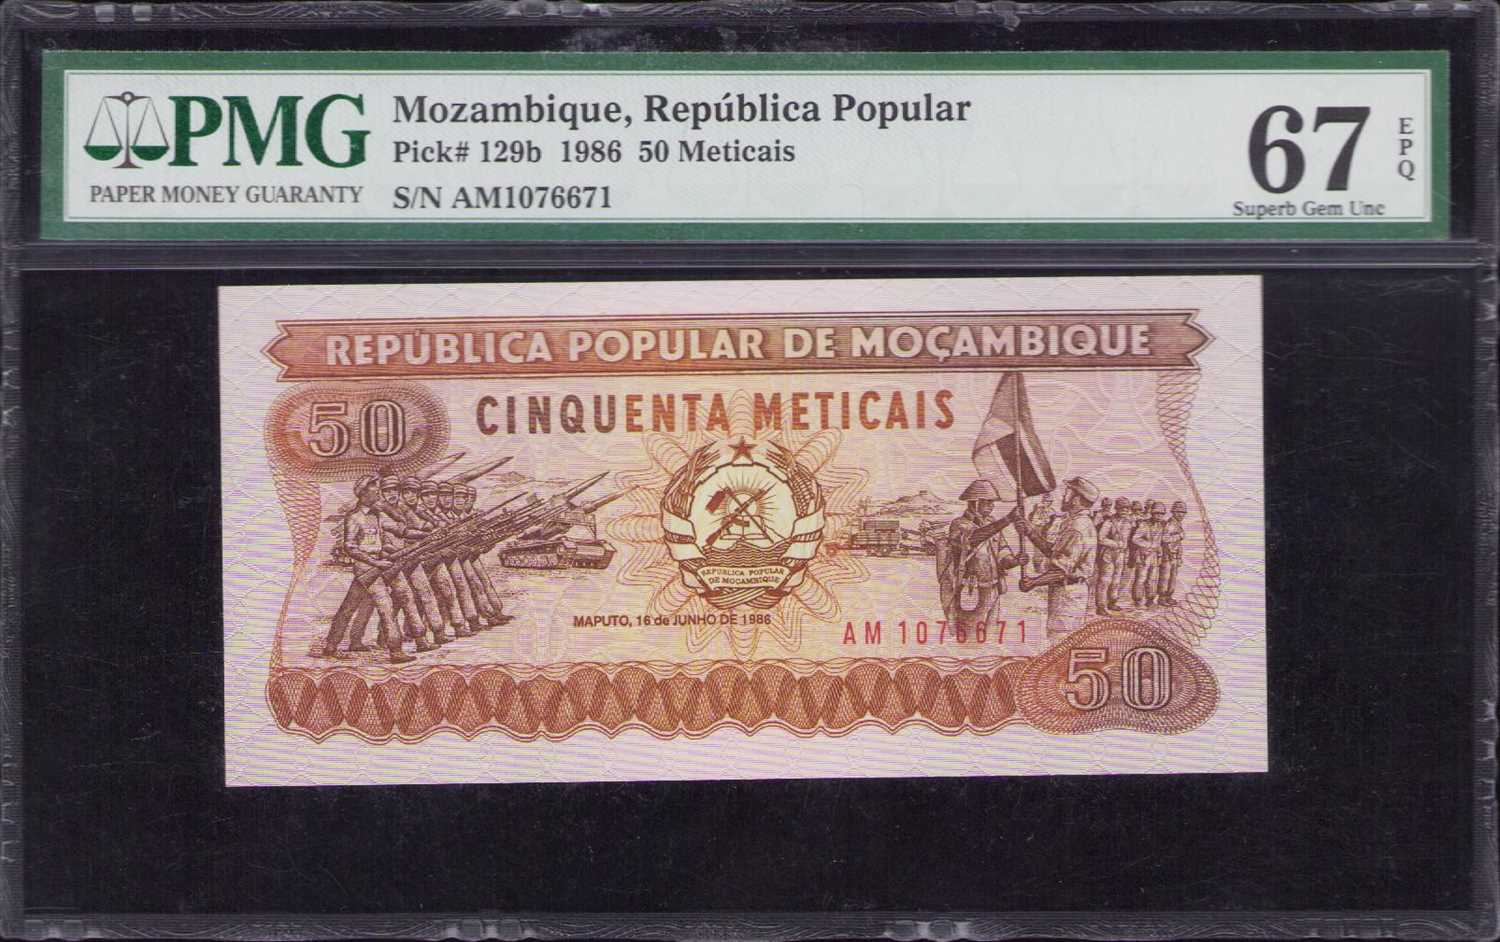 PMG
PAPER MONEY GUARANTY
Mozambique, República Popular
Pick# 129b 1986 50 Meticais
S/N AM1076671
67
EPQ
Superb Gem Unc
REPÚBLICA POPULAR DE MOÇAMBIQUE
50
CINQUENTA METICAIS
REPUBLICA POPULAR
DE MOÇAMBIQUE
MAPUTO, 16 de JUNHO DE 1986
AM 1076671
50